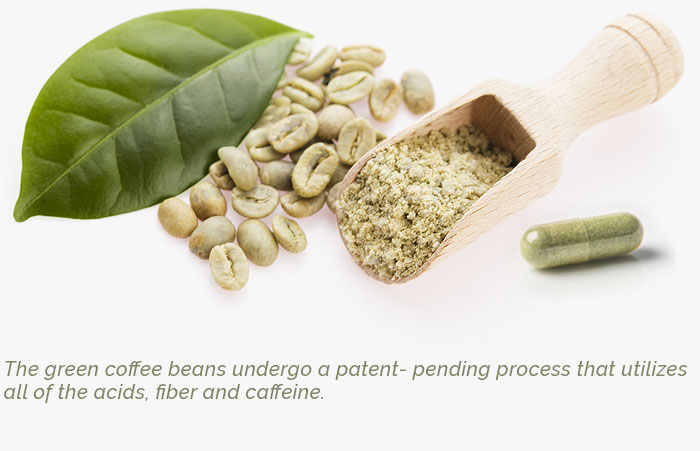 The green coffee beans undergo a patent- pending process that utilizes
all of the acids, fiber and caffeine.